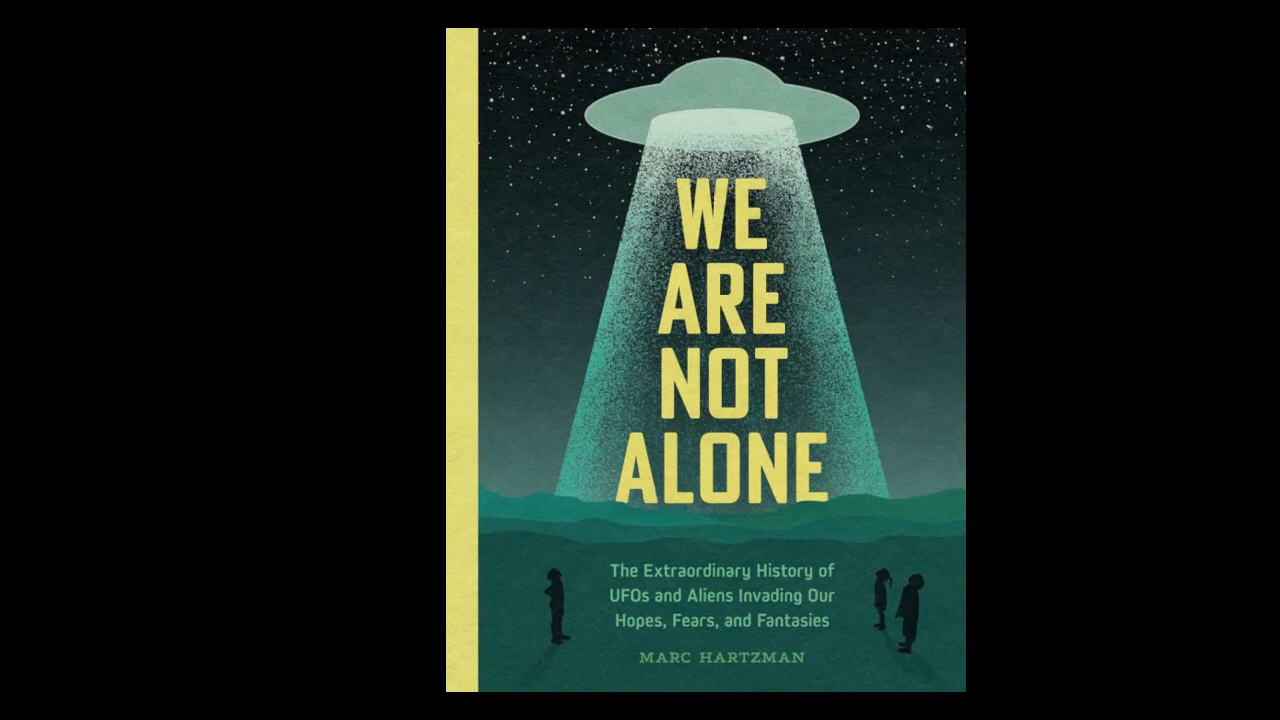 WE
ARE
NOT
ALONE
The Extraordinary History of
UFOs and Aliens Invading Our
Hopes, Fears, and Fantasies
MARC HARTZMAN